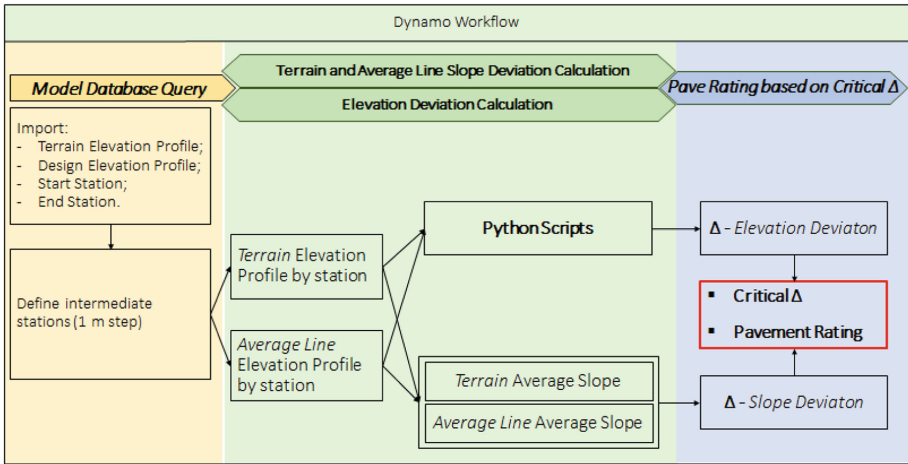 Dynamo Workflow
Model Database Query
Terrain and Average Line Slope Deviation Calculation
Elevation Deviation Calculation
Pave Rating based on Critical Δ
Import:
- Terrain Elevation Profile;
- Design Elevation Profile;
- Start Station;
- End Station.
Define intermediate
stations (1 m step)
Terrain Elevation
Profile by station
Average Line
Elevation Profile
by station
Python Scripts
Terrain Average Slope
Average Line Average Slope
Δ - Elevation Deviaton
▪ Critical Δ
▪ Pavement Rating
Δ - Slope Deviaton